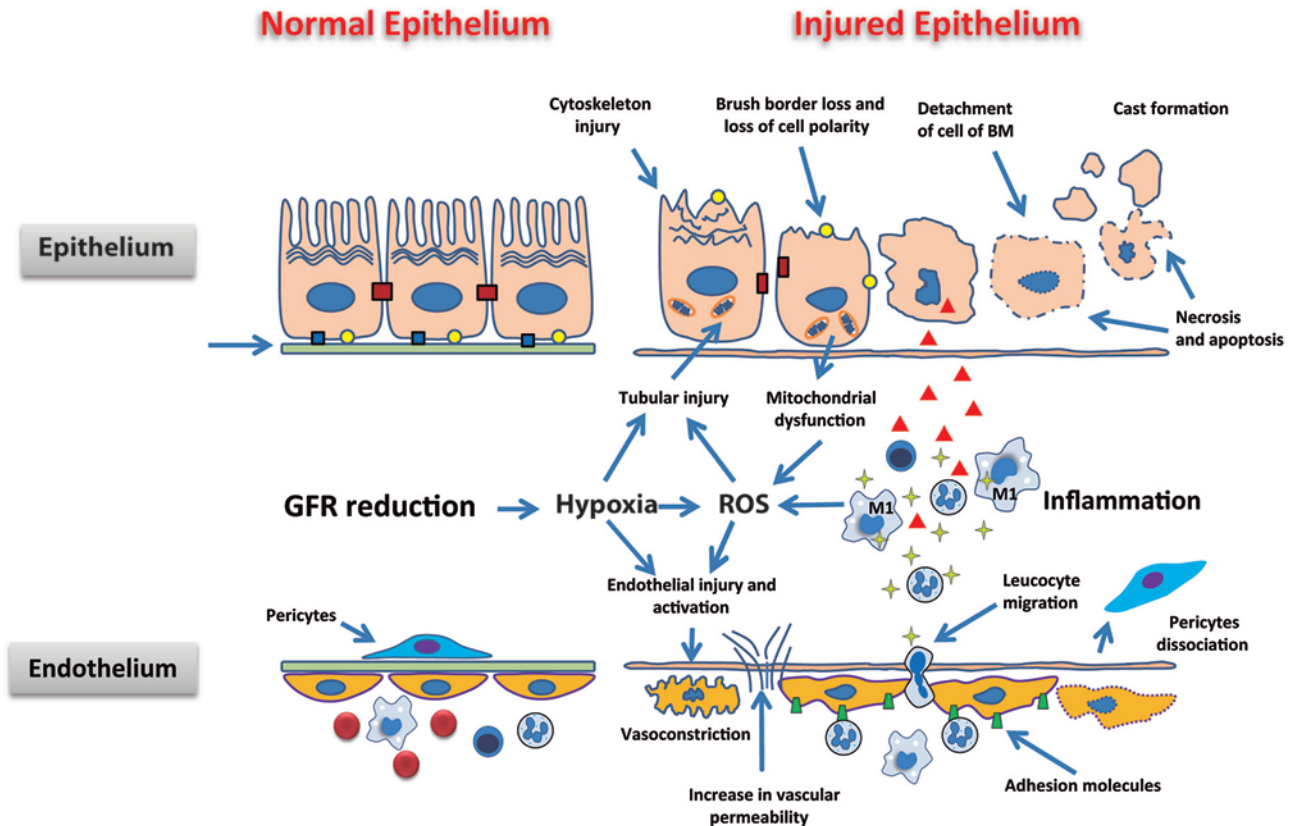 Normal Epithelium
Injured Epithelium
Cytoskeleton
injury
Brush border loss and
loss of cell polarity
Detachment
of cell of BM
Cast formation
Epithelium
Necrosis
and apoptosis
Tubular injury
Mitochondrial
dysfunction
GFR reduction
Hypoxia
ROS
M1
M1
Inflammation
Endothelial injury and
activation
Leucocyte
migration
Pericytes
Pericytes
dissociation
Endothelium
Vasoconstriction
Adhesion molecules
Increase in vascular
permeability